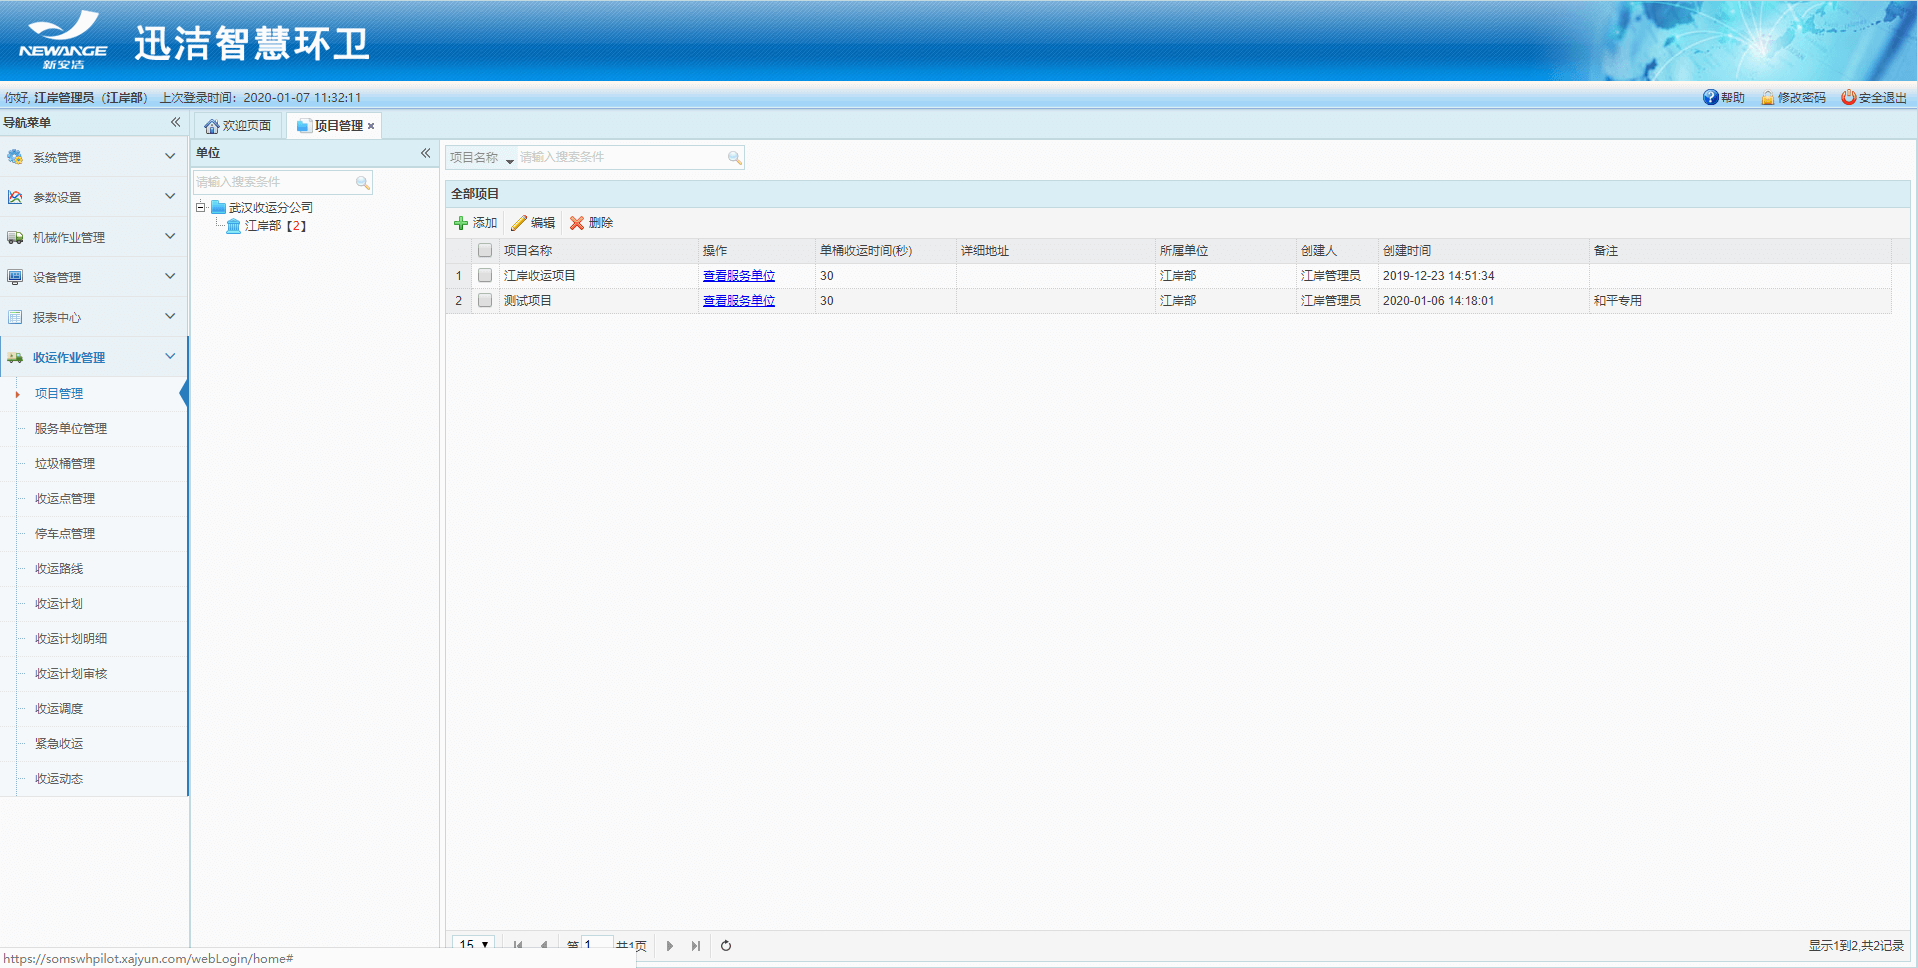 NEWANGE
新安洁
迅洁智慧环卫
你好, 江岸管理员（江岸部） 上次登录时间：2020-01-07 11:32:11
帮助 修改密码 安全退出
导航菜单
系统管理
参数设置
机械作业管理
设备管理
报表中心
收运作业管理
项目管理
服务单位管理
垃圾桶管理
收运点管理
停车点管理
收运路线
收运计划
收运计划明细
收运计划审核
收运调度
紧急收运
收运动态
欢迎页面 项目管理
单位
请输入搜索条件
武汉收运分公司
江岸部【2】
项目名称 请输入搜索条件
全部项目
添加 编辑 删除
项目名称 操作 单桶收运时间(秒) 详细地址 所属单位 创建人 创建时间 备注
1 江岸收运项目 查看服务单位 30 江岸部 江岸管理员 2019-12-23 14:51:34
2 测试项目 查看服务单位 30 江岸部 江岸管理员 2020-01-06 14:18:01 和平专用
15 第 1 共1页
显示1到2,共2记录
https://somswhpilot.xajyun.com/webLogin/home#